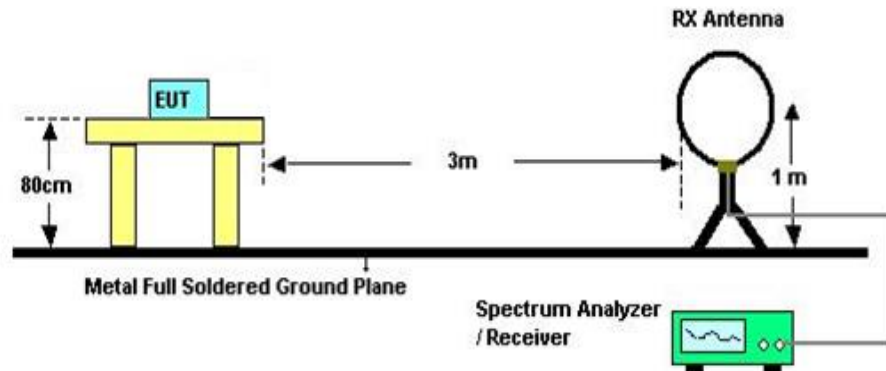 RX Antenna
EUT
80cm
3m
1 m
Metal Full Soldered Ground Plane
Spectrum Analyzer
/ Receiver